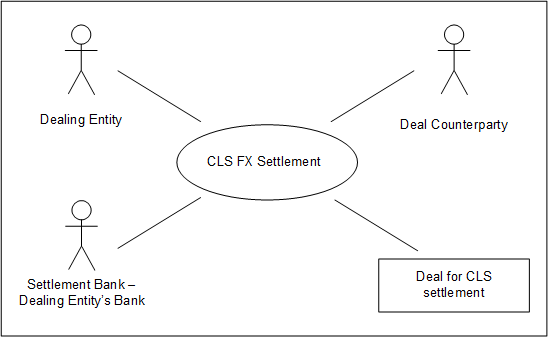 Dealing Entity
Deal Counterparty
CLS FX Settlement
Settlement Bank –
Dealing Entity's Bank
Deal for CLS
settlement